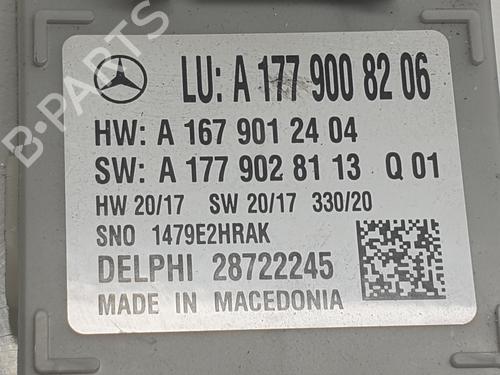 LU: A 177 900 82 06
HW: A 167 901 24 04
SW: A 177 902 81 13 Q 01
HW 20/17 SW 20/17 330/20
SNO 1479E2HRAK
DELPHI 28722245
MADE IN MACEDONIA
B-PARTS